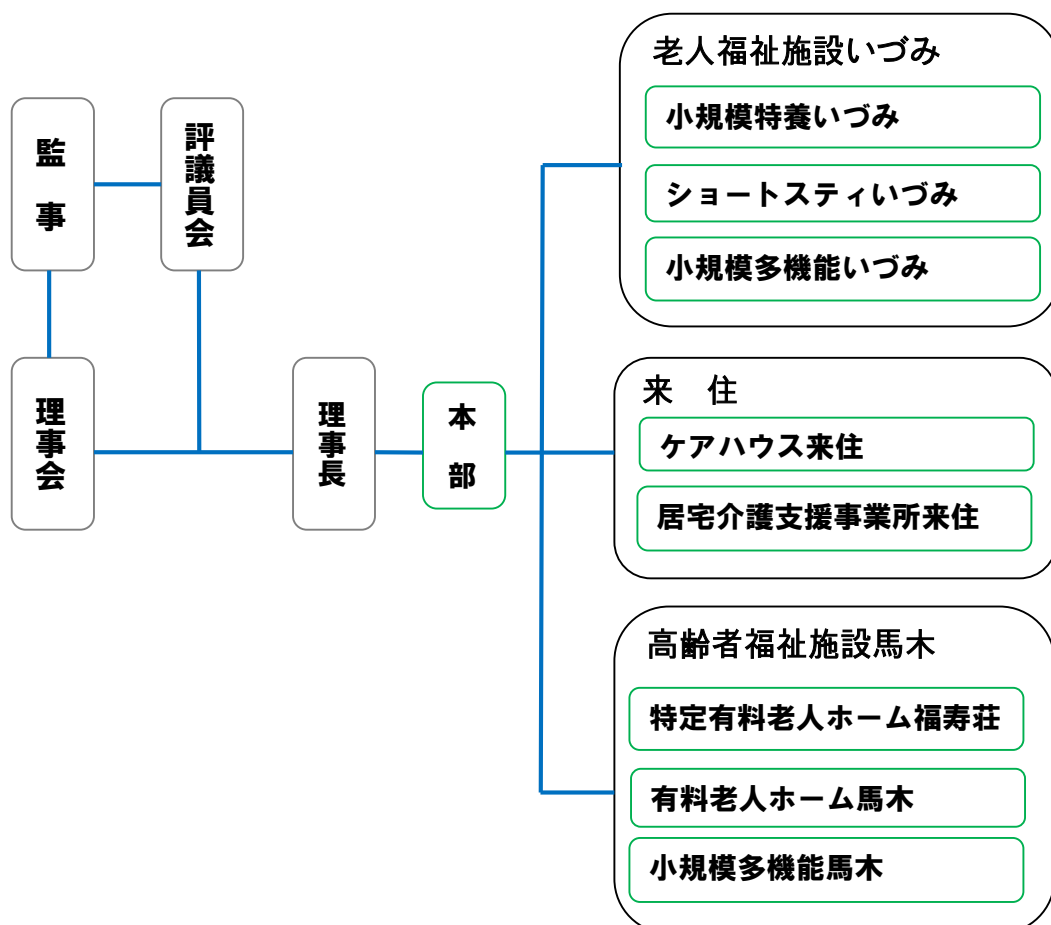 監事
評議員会
理事会
理事長
本部
老人福祉施設いづみ
小規模特養いづみ
ショートスティいづみ
小規模多機能いづみ
来　住
ケアハウス来住
居宅介護支援事業所来住
高齢者福祉施設馬木
特定有料老人ホーム福寿荘
有料老人ホーム馬木
小規模多機能馬木